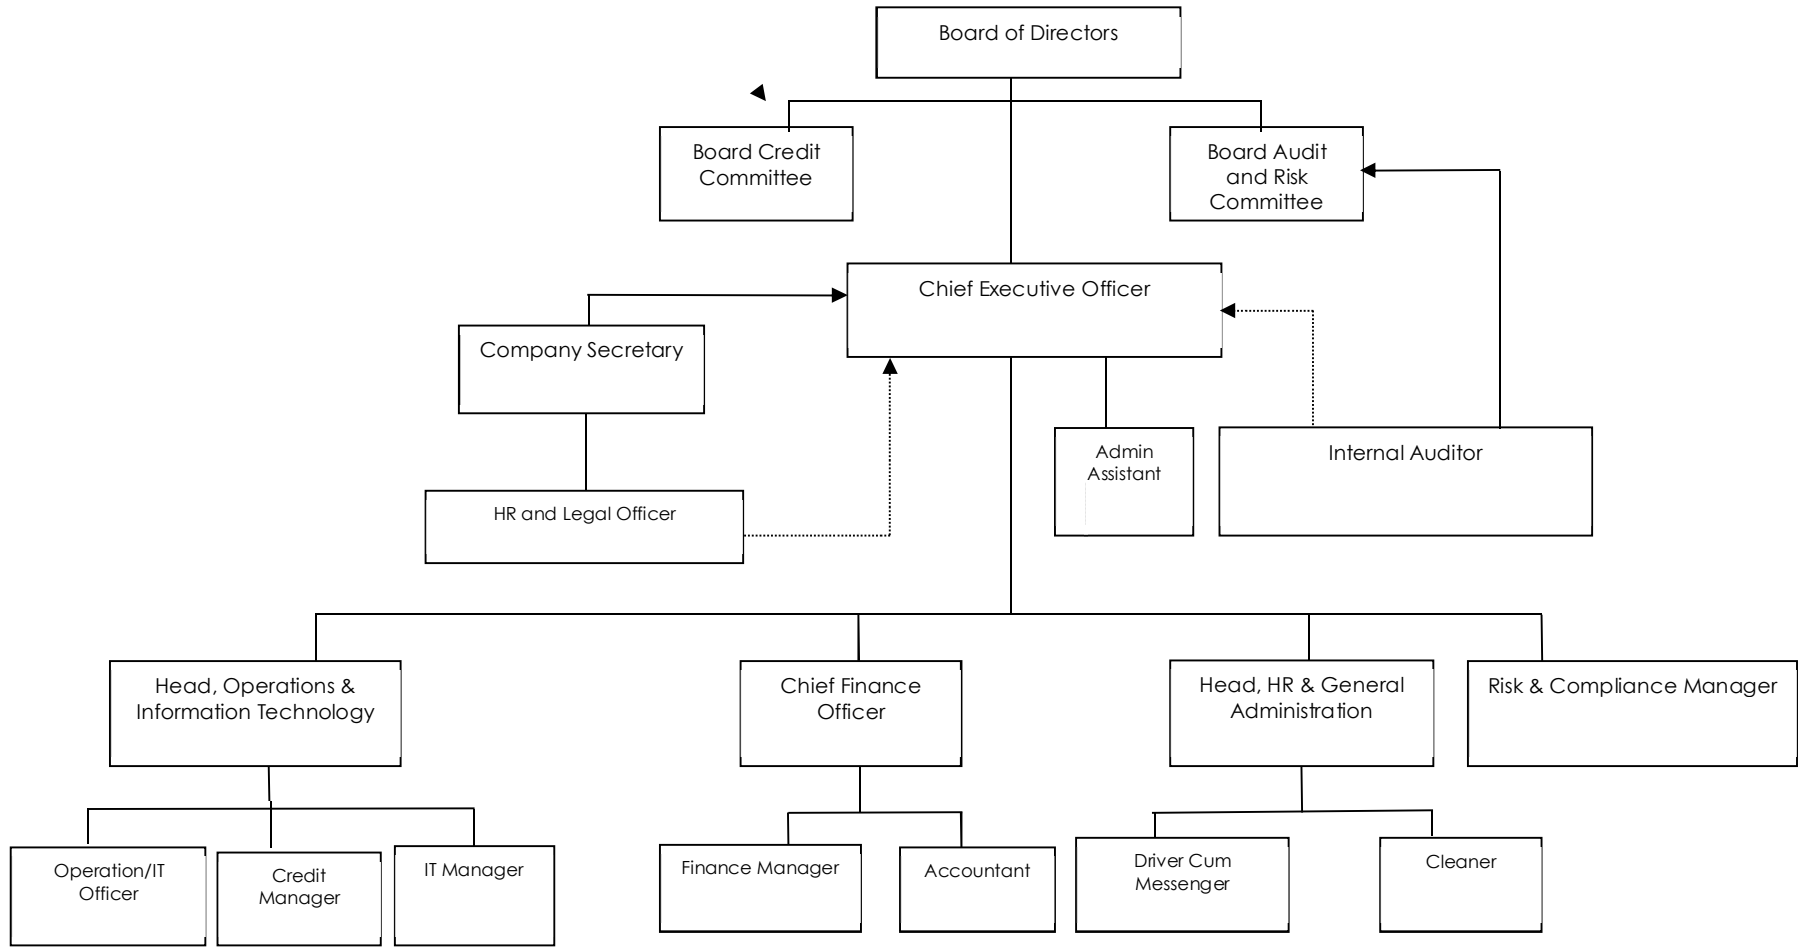 Board of Directors
Board Credit
Committee
Board Audit
and Risk
Committee
Chief Executive Officer
Company Secretary
Admin
Assistant
Internal Auditor
HR and Legal Officer
Head, Operations &
Information Technology
Chief Finance
Officer
Head, HR & General
Administration
Risk & Compliance Manager
Operation/IT
Officer
Credit
Manager
IT Manager
Finance Manager
Accountant
Driver Cum
Messenger
Cleaner